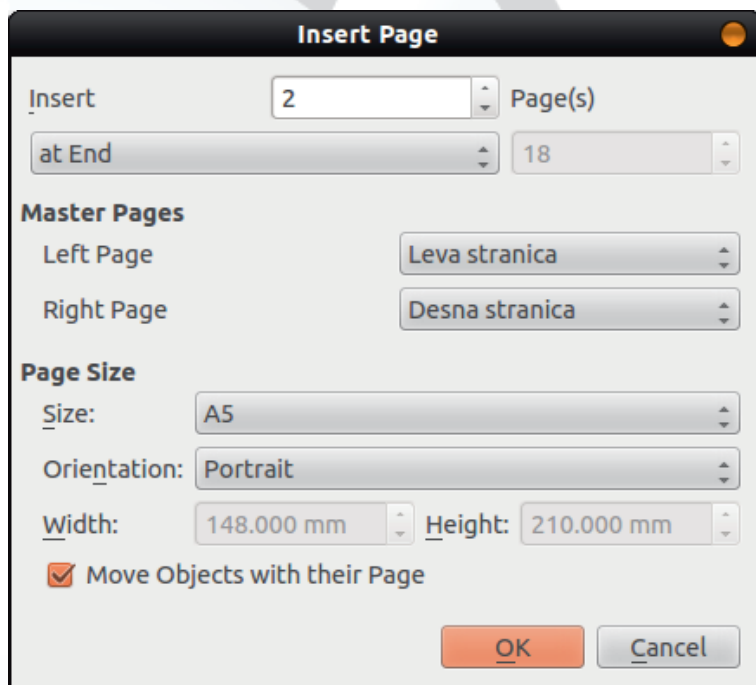 Insert Page
Insert 2 Page(s)
at End 18
Master Pages
Left Page Leva stranica
Right Page Desna stranica
Page Size
Size: A5
Orientation: Portrait
Width: 148.000 mm Height: 210.000 mm
Move Objects with their Page
OK Cancel